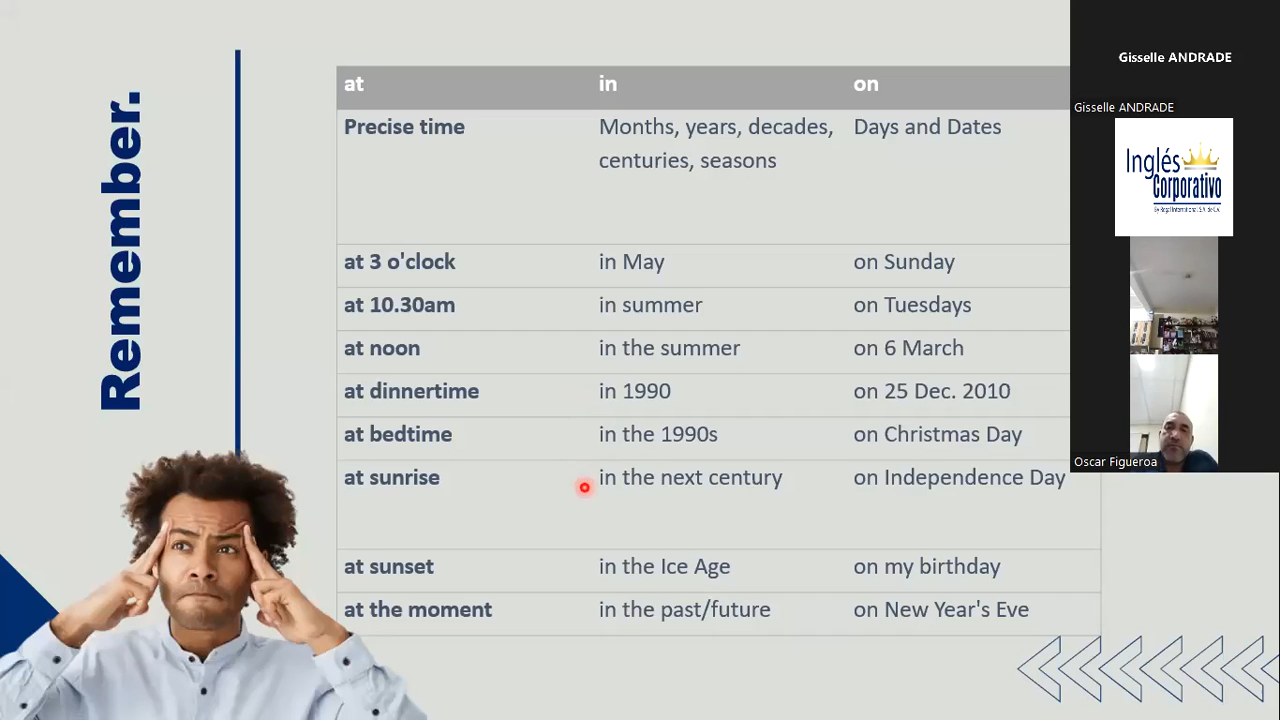 Remember.
at in on
Precise time Months, years, decades, Days and Dates
centuries, seasons
at 3 o'clock in May on Sunday
at 10.30am in summer on Tuesdays
at noon in the summer on 6 March
at dinnertime in 1990 on 25 Dec. 2010
at bedtime in the 1990s on Christmas Day
at sunrise in the next century on Independence Day
at sunset in the Ice Age on my birthday
at the moment in the past/future on New Year's Eve
Gisselle ANDRADE
Gisselle ANDRADE
Inglés
Corporativo
By Regal International, S.A. de C.V.
Oscar Figueroa